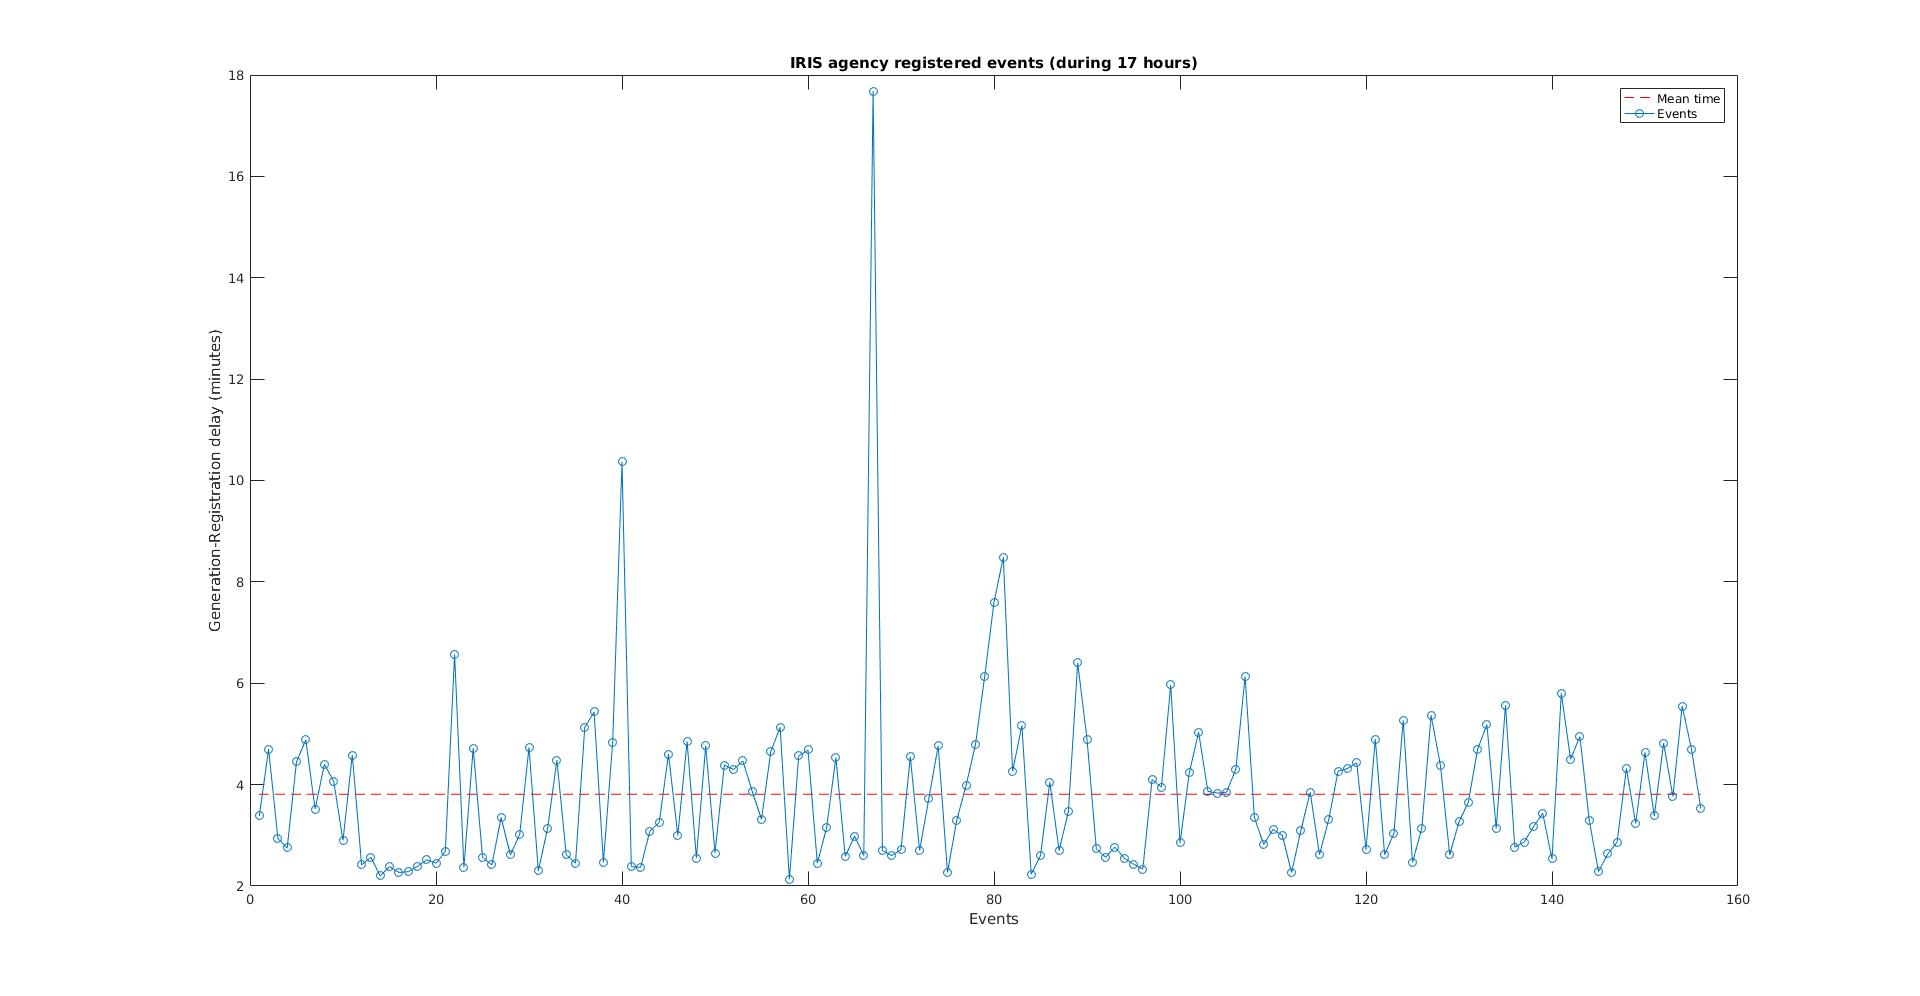 IRIS agency registered events (during 17 hours)
18
16
14
12
10
8
6
4
2
Generation-Registration delay (minutes)
Mean time
Events
0 20 40 60 80 100 120 140 160
Events